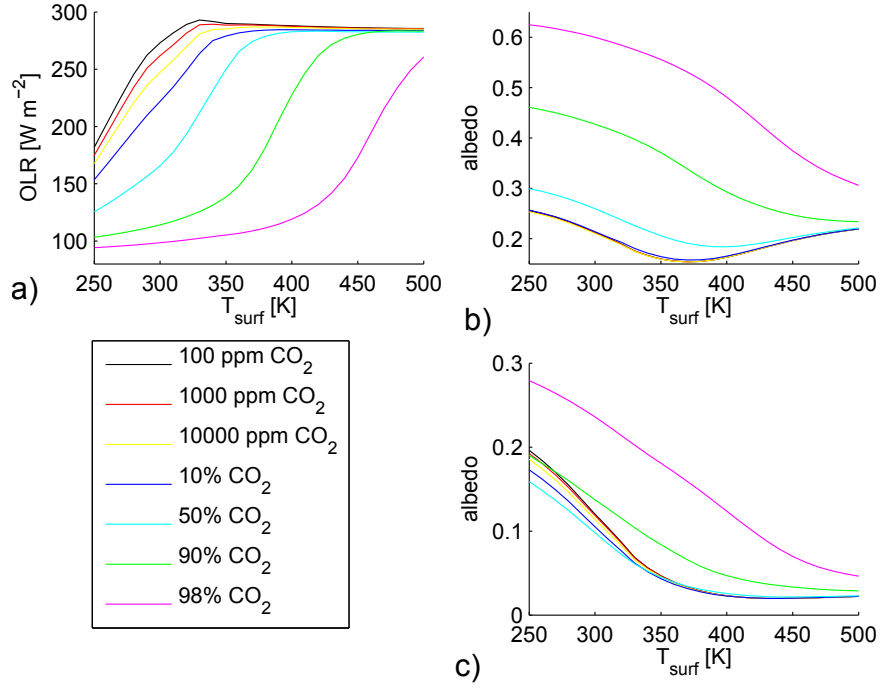 300
250
200
150
100
OLR [W m⁻²]
250 300 350 400 450 500
T_surf [K]
a)
0.6
0.5
0.4
0.3
0.2
albedo
250 300 350 400 450 500
T_surf [K]
b)
100 ppm CO₂
1000 ppm CO₂
10000 ppm CO₂
10% CO₂
50% CO₂
90% CO₂
98% CO₂
0.3
0.2
0.1
0
albedo
250 300 350 400 450 500
T_surf [K]
c)